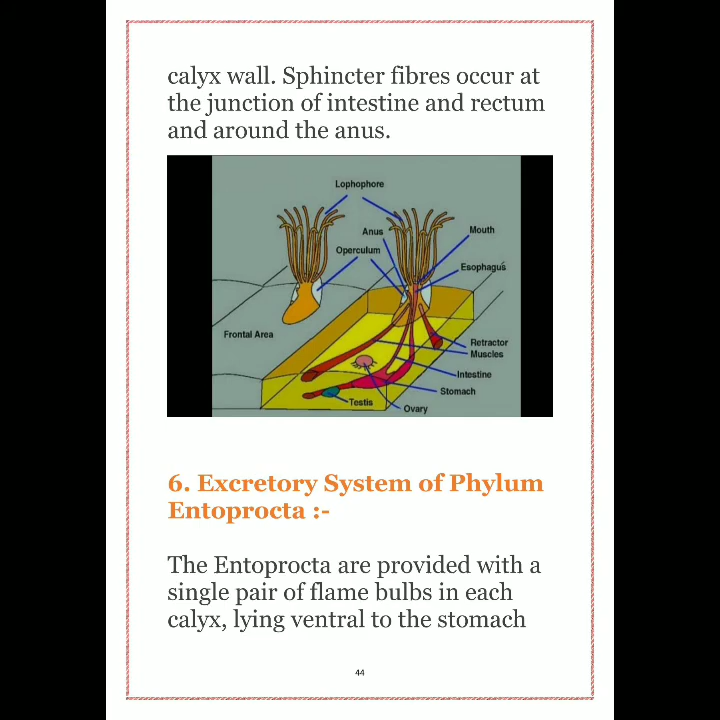 calyx wall. Sphincter fibres occur at
the junction of intestine and rectum
and around the anus.
Lophophore
Anus
Mouth
Operculum
Esophagus
Frontal Area
Retractor
Muscles
Intestine
Stomach
Testis
Ovary
6. Excretory System of Phylum
Entoprocta :-
The Entoprocta are provided with a
single pair of flame bulbs in each
calyx, lying ventral to the stomach
44